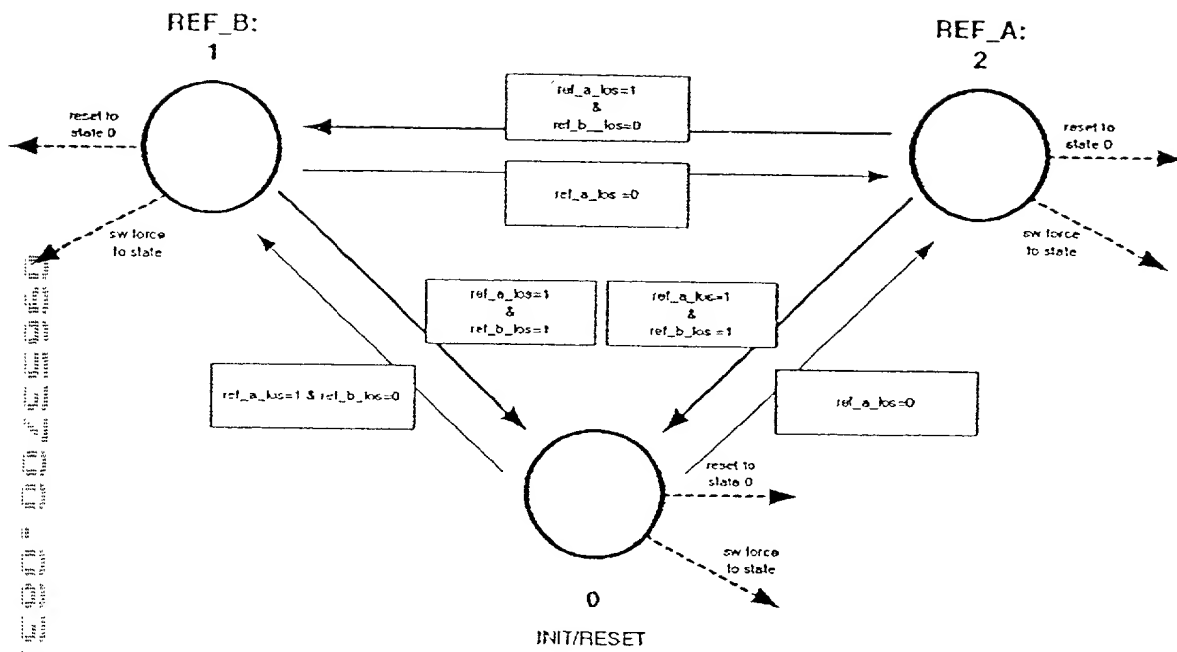 REF_B:
1
REF_A:
2
ref_a_los=1
&
ref_b_los=0
ref_a_los =0
reset to
state 0
sw force
to state
reset to
state 0
sw force
to state
ref_a_los=1
&
ref_b_los=1
ref_a_los=1
&
ref_b_los =1
ref_a_los=1 & ref_b_los=0
ref_a_los=0
reset to
state 0
sw force
to state
0
INIT/RESET